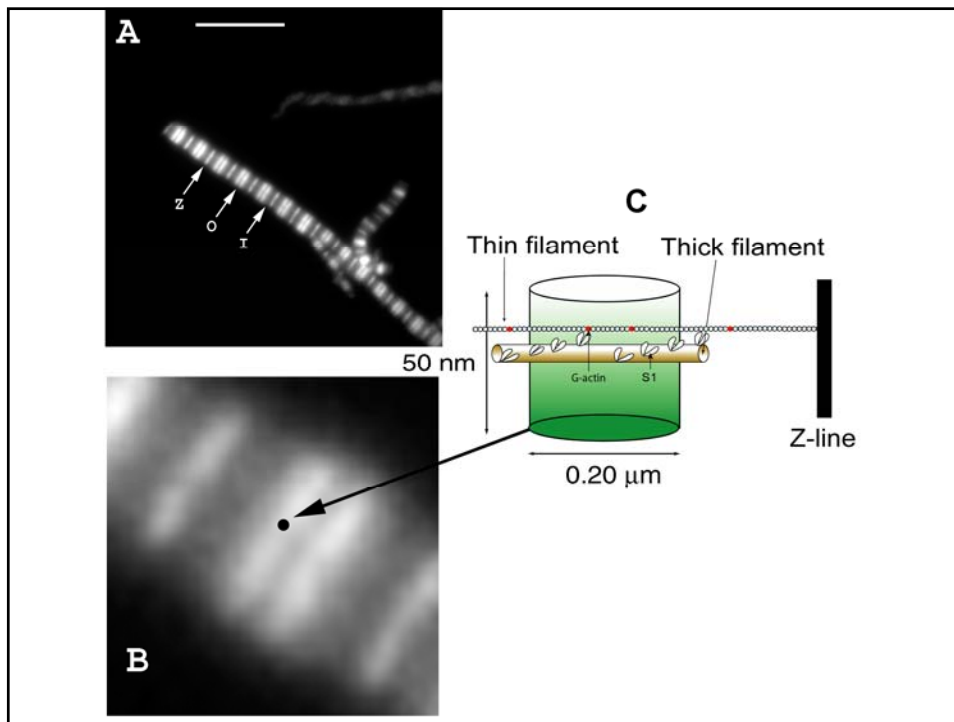 A
Z
O
I
B
C
Thin filament
Thick filament
50 nm
G-actin
S1
Z-line
0.20 μm